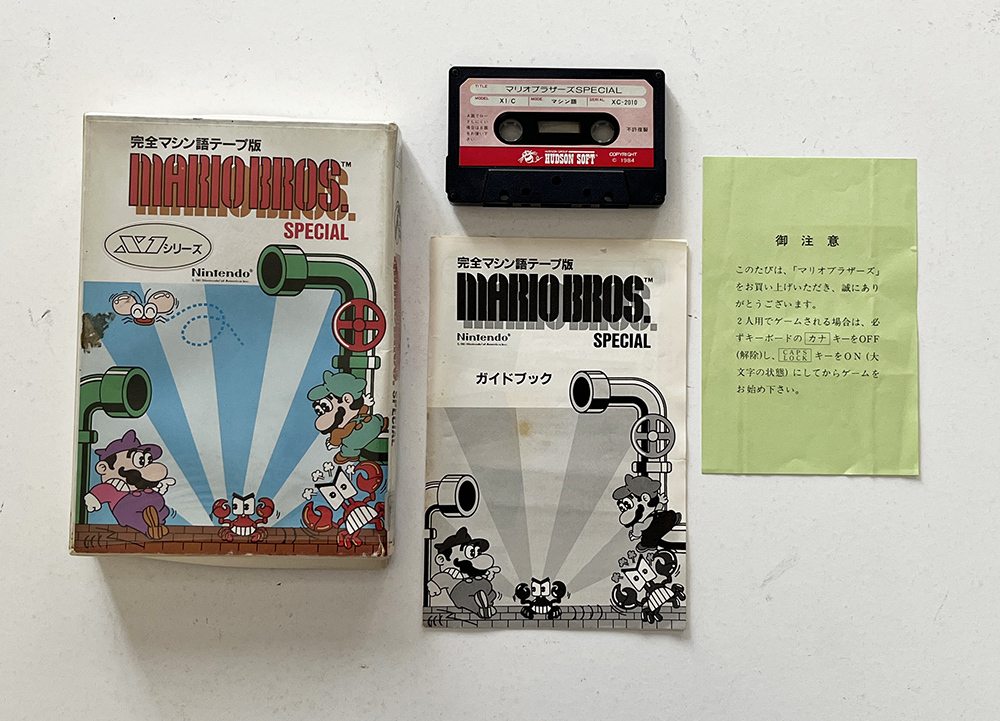 完全マシン語テープ版
MARIO BROS.™
SPECIAL
X1シリーズ
Nintendo®
SPECIAL
TITLE マリオブラザーズSPECIAL
MODEL X1/C MODE マシン語 SERIAL XC-2010
不許複製
HUDSON GROUP
HUDSON SOFT®
COPYRIGHT
© 1984
完全マシン語テープ版
MARIO BROS.™
SPECIAL
Nintendo®
ガイドブック
御注意
このたびは、「マリオブラザーズ」
をお買い上げいただき、誠にあり
がとうございます。
2人用でゲームされる場合は、必
ずキーボードの カナ キーをOFF
(解除)し、CAPS LOCK キーをON(大
文字の状態)にしてからゲームを
お始め下さい。